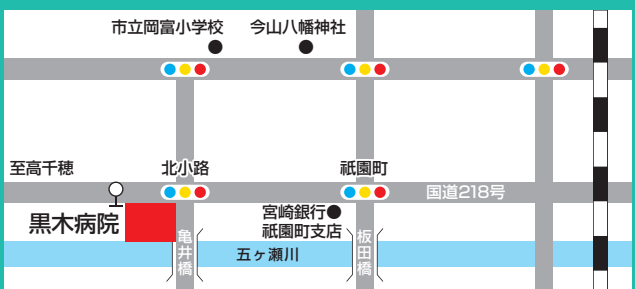 市立岡富小学校
今山八幡神社
至高千穂
北小路
祇園町
国道218号
黒木病院
宮崎銀行
祇園町支店
亀井橋
板田橋
五ヶ瀬川